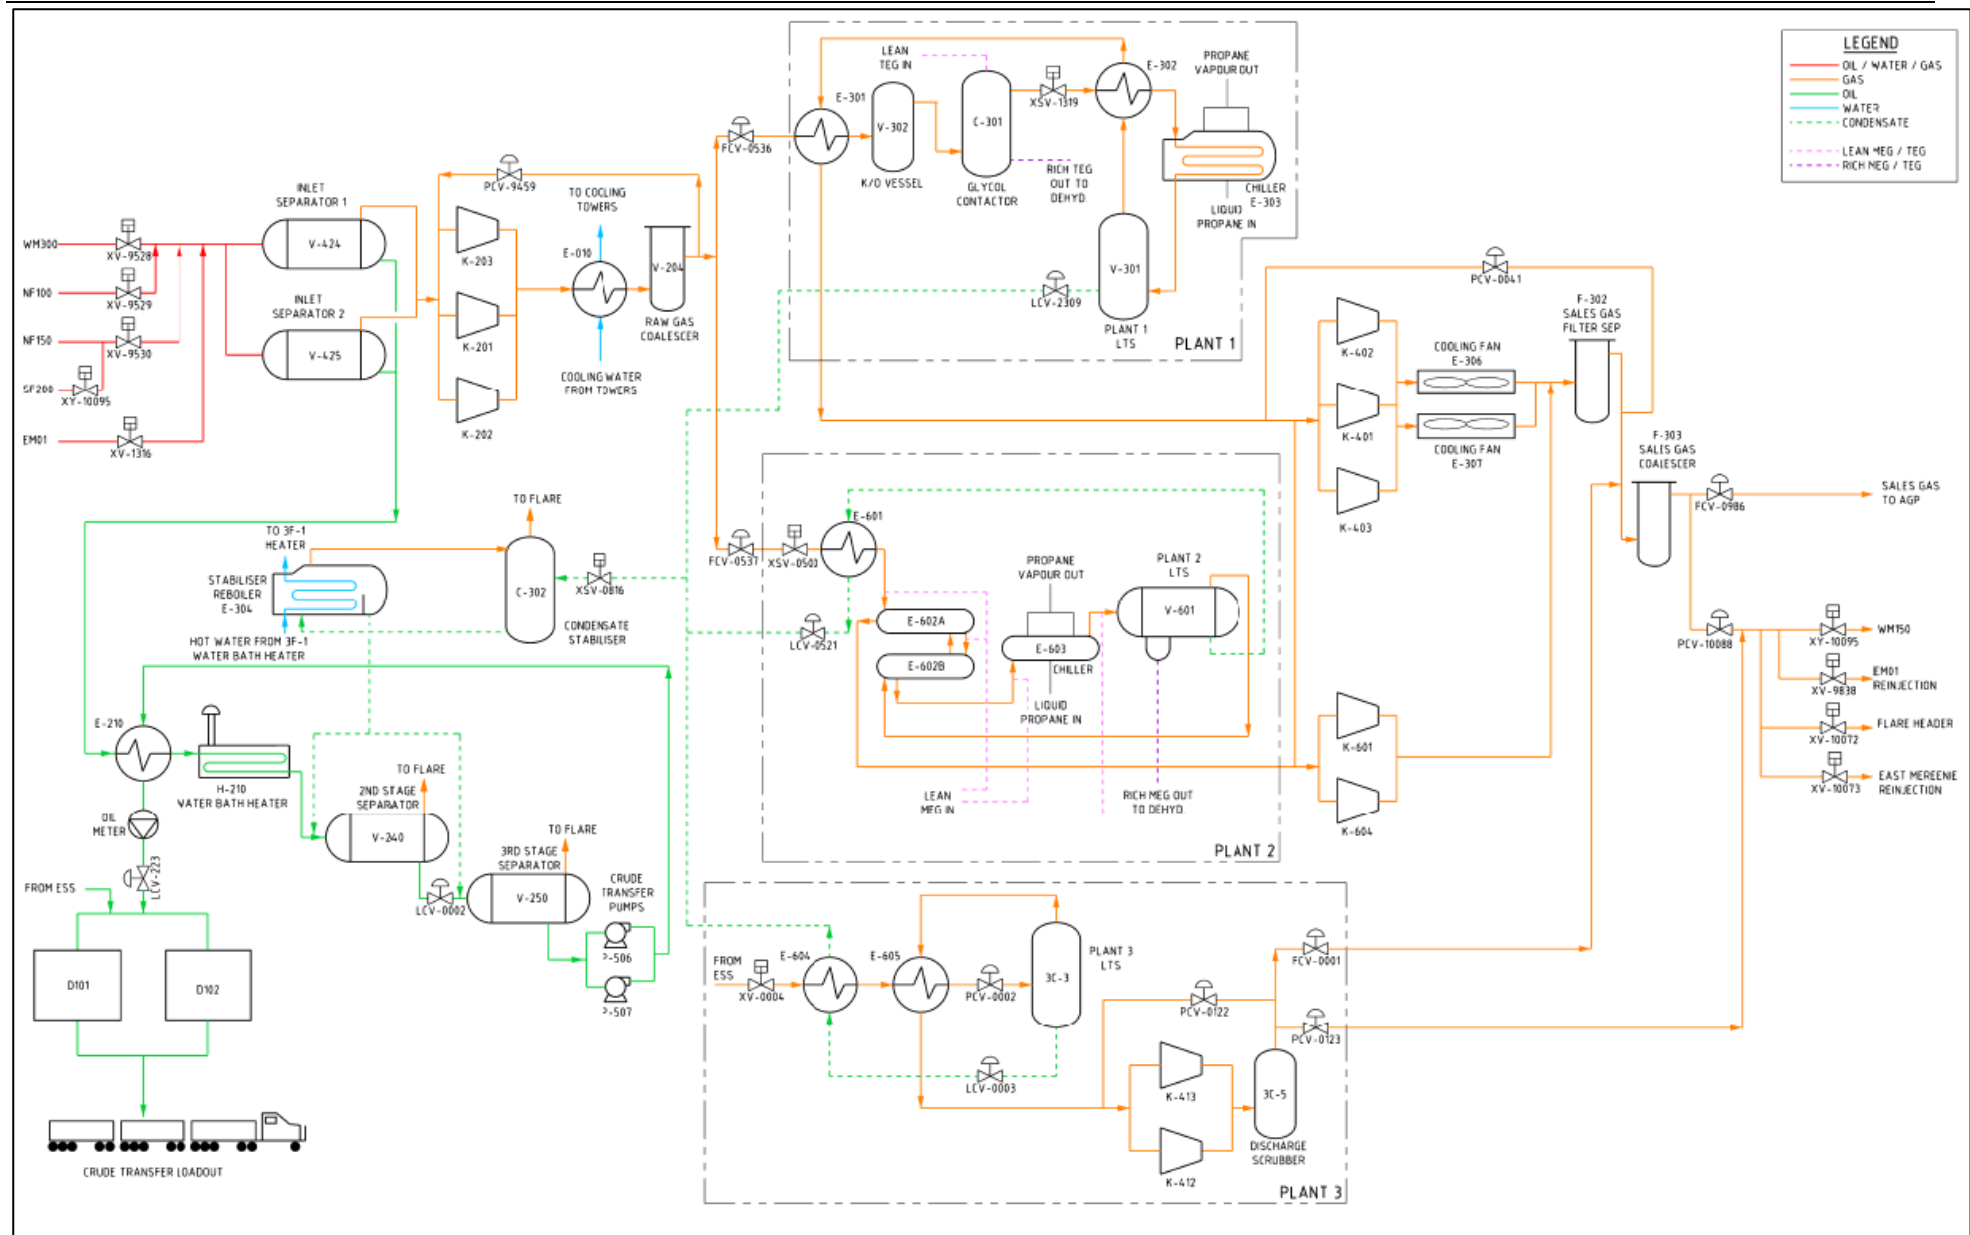 LEGEND
OIL / WATER / GAS
GAS
OIL
WATER
CONDENSATE
LEAN MEG / TEG
RICH MEG / TEG
WM300
XV-9528
NF100
XV-9529
NF150
XV-9530
SF200
XY-10095
EM01
XV-1316
INLET
SEPARATOR 1
V-424
INLET
SEPARATOR 2
V-425
PCV-9459
K-203
K-201
K-202
TO COOLING
TOWERS
E-010
COOLING WATER
FROM TOWERS
V-204
RAW GAS
COALESCER
FCV-0536
LEAN
TEG IN
E-301
V-302
K/O VESSEL
C-301
GLYCOL
CONTACTOR
XSV-1319
RICH TEG
OUT TO
DEHYD.
E-302
PROPANE
VAPOUR OUT
CHILLER
E-303
LIQUID
PROPANE IN
V-301
LCV-2309
PLANT 1
LTS
PLANT 1
PCV-0041
K-402
K-401
K-403
COOLING FAN
E-306
COOLING FAN
E-307
F-302
SALES GAS
FILTER SEP
F-303
SALES GAS
COALESCER
FCV-0986
SALES GAS
TO AGP
PCV-10088
XY-10095
WM150
XV-9838
EM01
REINJECTION
XV-10072
FLARE HEADER
XV-10073
EAST MEREENIE
REINJECTION
TO FLARE
TO 3F-1
HEATER
STABILISER
REBOILER
E-304
HOT WATER FROM 3F-1
WATER BATH HEATER
C-302
CONDENSATE
STABILISER
XSV-0816
FCV-0537
XSV-0503
E-601
LCV-0521
E-602A
E-602B
PROPANE
VAPOUR OUT
E-603
CHILLER
LIQUID
PROPANE IN
PLANT 2
LTS
V-601
LEAN
MEG IN
RICH MEG OUT
TO DEHYD.
PLANT 2
K-601
K-604
E-210
H-210
WATER BATH HEATER
OIL
METER
LCV-223
FROM ESS
D101
D102
CRUDE TRANSFER LOADOUT
TO FLARE
2ND STAGE
SEPARATOR
V-240
LCV-0002
TO FLARE
3RD STAGE
SEPARATOR
V-250
CRUDE
TRANSFER
PUMPS
P-506
P-507
FROM
ESS
XV-0004
E-604
E-605
PCV-0002
3C-3
PLANT 3
LTS
LCV-0003
K-413
K-412
PCV-0122
FCV-0001
PCV-0123
3C-5
DISCHARGE
SCRUBBER
PLANT 3